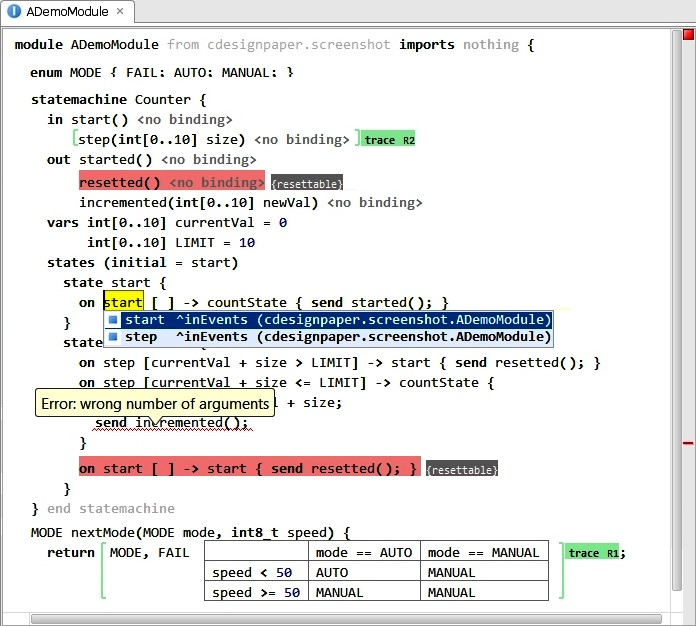 ADemoModule
module ADemoModule from cdesignpaper.screenshot imports nothing {
enum MODE { FAIL: AUTO: MANUAL: }
statemachine Counter {
in start() <no binding>
step(int[0..10] size) <no binding> trace R2
out started() <no binding>
resetted() <no binding> {resettable}
incremented(int[0..10] newVal) <no binding>
vars int[0..10] currentVal = 0
int[0..10] LIMIT = 10
states (initial = start)
state start {
on start [ ] -> countState { send started(); }
start ^inEvents (cdesignpaper.screenshot.ADemoModule)
} step ^inEvents (cdesignpaper.screenshot.ADemoModule)
state {
on step [currentVal + size > LIMIT] -> start { send resetted(); }
on step [currentVal + size <= LIMIT] -> countState {
Error: wrong number of arguments + size;
send incremented();
}
on start [ ] -> start { send resetted(); } {resettable}
}
} end statemachine
MODE nextMode(MODE mode, int8_t speed) {
return MODE, FAIL mode == AUTO mode == MANUAL trace R1;
speed < 50 AUTO MANUAL
speed >= 50 MANUAL MANUAL